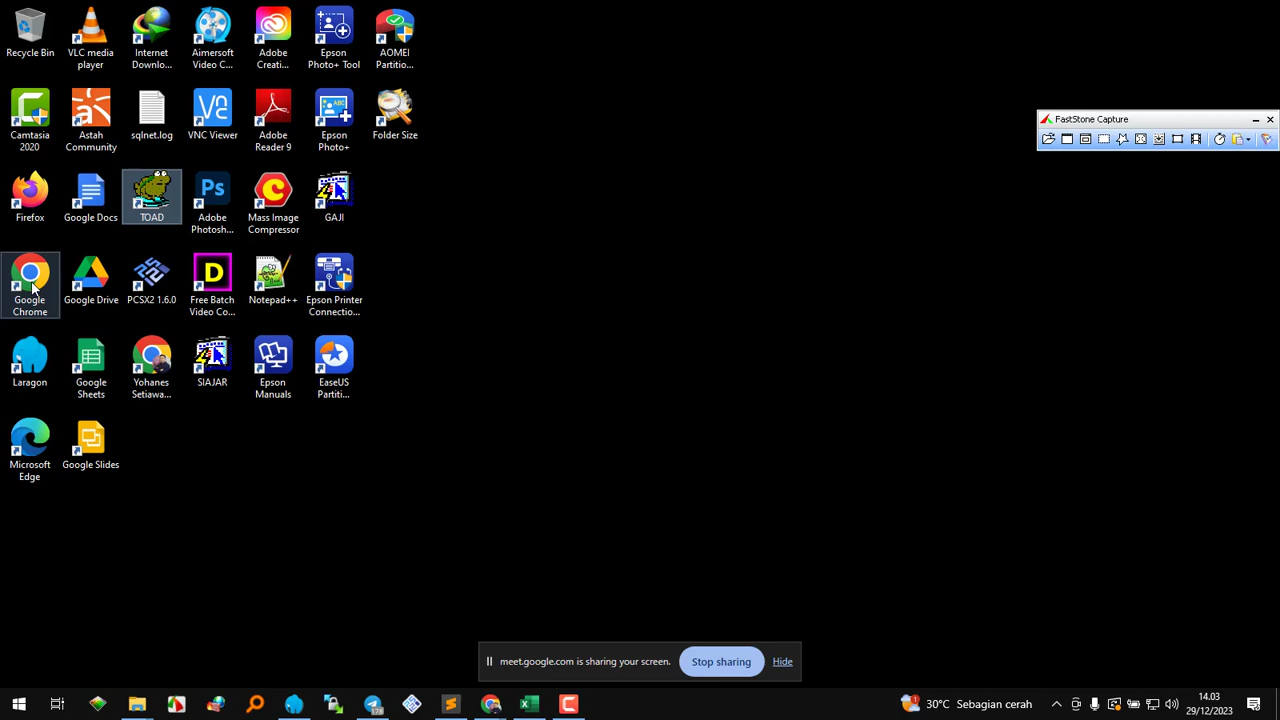 Recycle Bin
VLC media
player
Internet
Downlo...
Aimersoft
Video C...
Adobe
Creati...
Epson
Photo+ Tool
AOMEI
Partitio...
Camtasia
2020
Astah
Community
sqlnet.log
VNC Viewer
Adobe
Reader 9
Epson
Photo+
Folder Size
FastStone Capture
Firefox
Google Docs
TOAD
Adobe
Photosh...
Mass Image
Compressor
GAJI
Google
Chrome
Google Drive
PCSX2 1.6.0
Free Batch
Video Co...
Notepad++
Epson Printer
Connectio...
Laragon
Google
Sheets
Yohanes
Setiawa...
SIAJAR
Epson
Manuals
EaseUS
Partiti...
Microsoft
Edge
Google Slides
meet.google.com is sharing your screen.
Stop sharing
Hide
30°C Sebagian cerah
14.03
29/12/2023